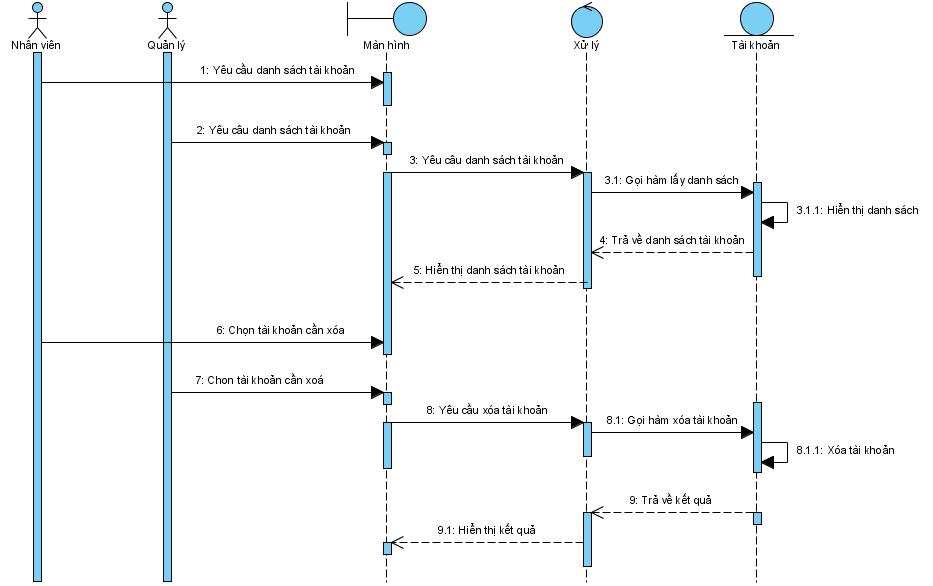 Nhân viên
Quản lý
Màn hình
Xử lý
Tài khoản
1: Yêu cầu danh sách tài khoản
2: Yêu cầu danh sách tài khoản
3: Yêu cầu danh sách tài khoản
3.1: Gọi hàm lấy danh sách
3.1.1: Hiển thị danh sách
4: Trả về danh sách tài khoản
5: Hiển thị danh sách tài khoản
6: Chọn tài khoản cần xóa
7: Chon tài khoản cần xoá
8: Yêu cầu xóa tài khoản
8.1: Gọi hàm xóa tài khoản
8.1.1: Xóa tài khoản
9: Trả về kết quả
9.1: Hiển thị kết quả